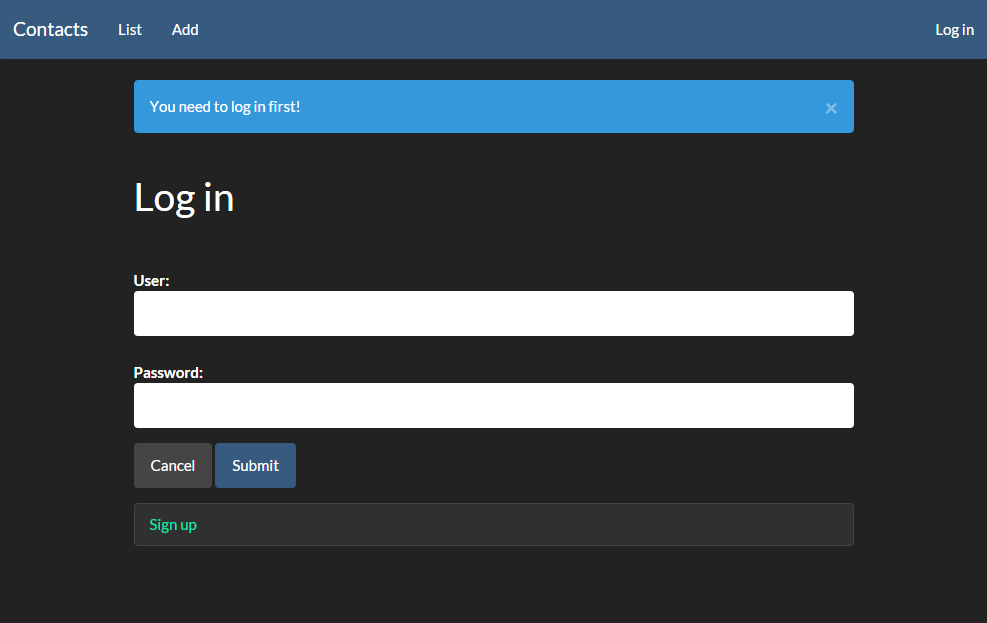 Contacts List Add Log in
You need to log in first! ×
Log in
User:
Password:
Cancel Submit
Sign up